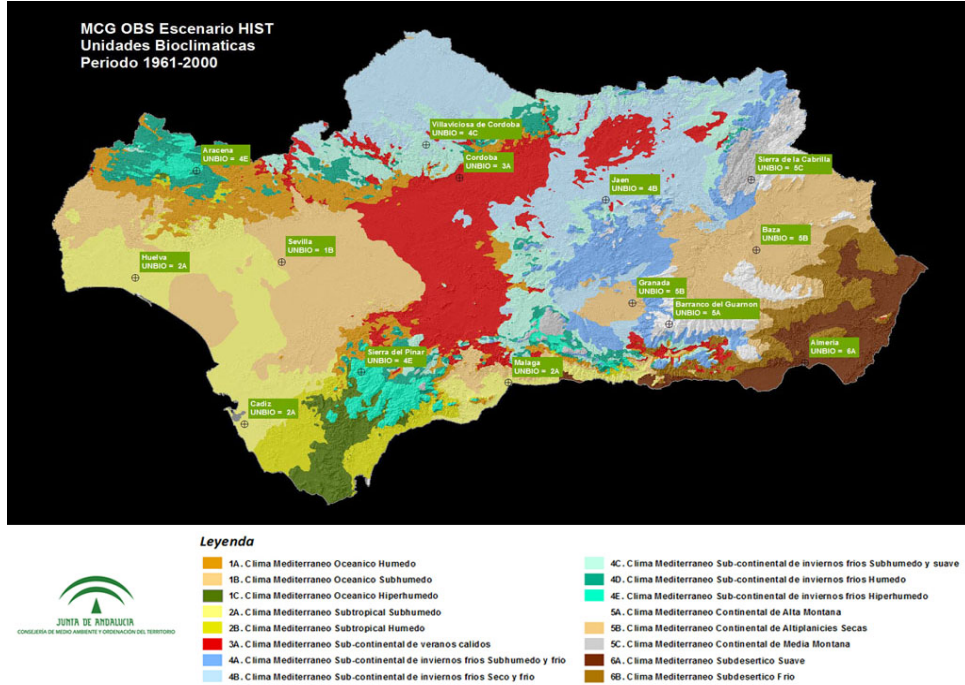 MCG OBS Escenario HIST
Unidades Bioclimaticas
Periodo 1961-2000
Villaviciosa de Cordoba
UNBIO = 4C
Aracena
UNBIO = 4E
Cordoba
UNBIO = 3A
Sierra de la Cabrilla
UNBIO = 5C
Jaen
UNBIO = 4B
Baza
UNBIO = 5B
Sevilla
UNBIO = 1B
Huelva
UNBIO = 2A
Granada
UNBIO = 5B
Barranco del Guarnon
UNBIO = 5A
Almeria
UNBIO = 6A
Sierra del Pinar
UNBIO = 4E
Malaga
UNBIO = 2A
Cadiz
UNBIO = 2A
Leyenda
1A. Clima Mediterraneo Oceanico Humedo
1B. Clima Mediterraneo Oceanico Subhumedo
1C. Clima Mediterraneo Oceanico Hiperhumedo
2A. Clima Mediterraneo Subtropical Subhumedo
2B. Clima Mediterraneo Subtropical Humedo
3A. Clima Mediterraneo Sub-continental de veranos calidos
4A. Clima Mediterraneo Sub-continental de inviernos frios Subhumedo y frio
4B. Clima Mediterraneo Sub-continental de inviernos frios Seco y frio
4C. Clima Mediterraneo Sub-continental de inviernos frios Subhumedo y suave
4D. Clima Mediterraneo Sub-continental de inviernos frios Humedo
4E. Clima Mediterraneo Sub-continental de inviernos frios Hiperhumedo
5A. Clima Mediterraneo Continental de Alta Montana
5B. Clima Mediterraneo Continental de Altiplanicies Secas
5C. Clima Mediterraneo Continental de Media Montana
6A. Clima Mediterraneo Subdesertico Suave
6B. Clima Mediterraneo Subdesertico Frio
JUNTA DE ANDALUCIA
CONSEJERÍA DE MEDIO AMBIENTE Y ORDENACIÓN DEL TERRITORIO